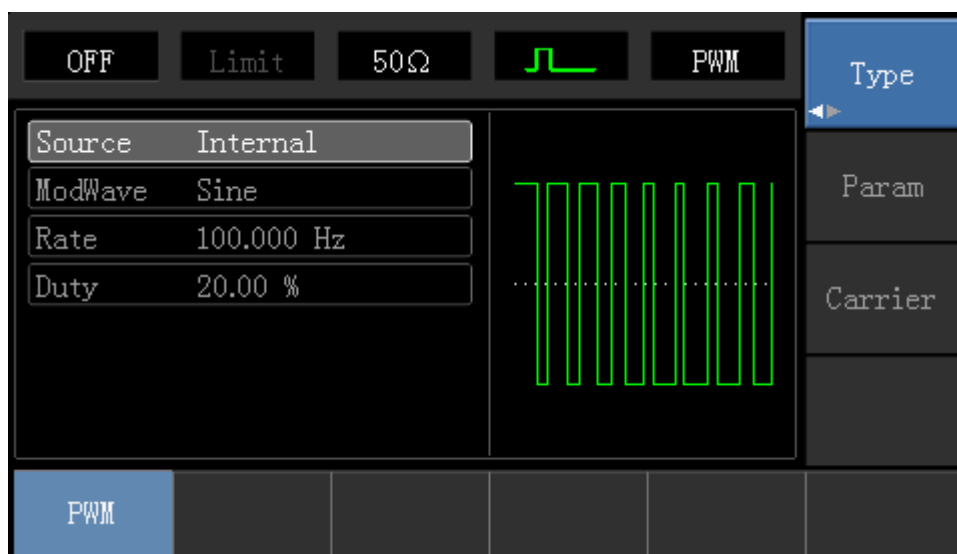 OFF Limit 50Ω PWM Type
Source Internal
ModWave Sine
Param
Rate 100.000 Hz
Duty 20.00 %
Carrier
PWM